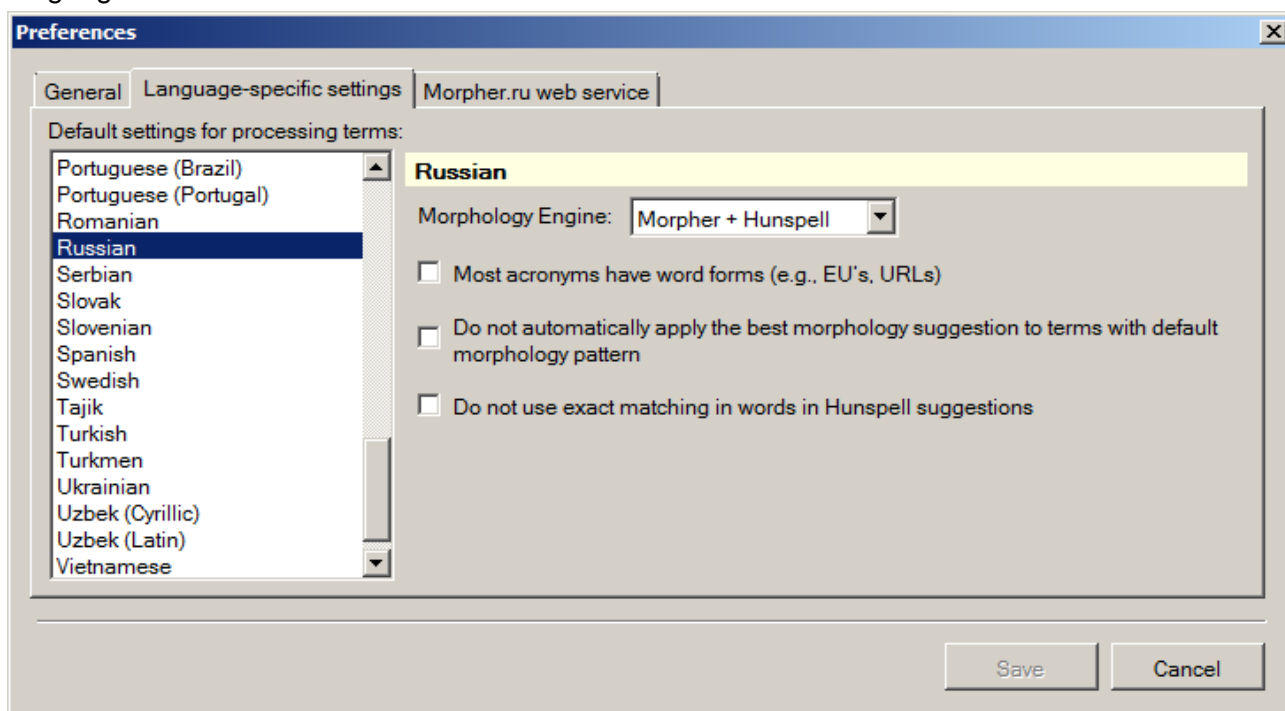 Preferences
General
Language-specific settings
Morpher.ru web service
Default settings for processing terms:
Portuguese (Brazil)
Portuguese (Portugal)
Romanian
Russian
Serbian
Slovak
Slovenian
Spanish
Swedish
Tajik
Turkish
Turkmen
Ukrainian
Uzbek (Cyrillic)
Uzbek (Latin)
Vietnamese
Russian
Morphology Engine: Morpher + Hunspell
Most acronyms have word forms (e.g., EU's, URLs)
Do not automatically apply the best morphology suggestion to terms with default
morphology pattern
Do not use exact matching in words in Hunspell suggestions
Save
Cancel